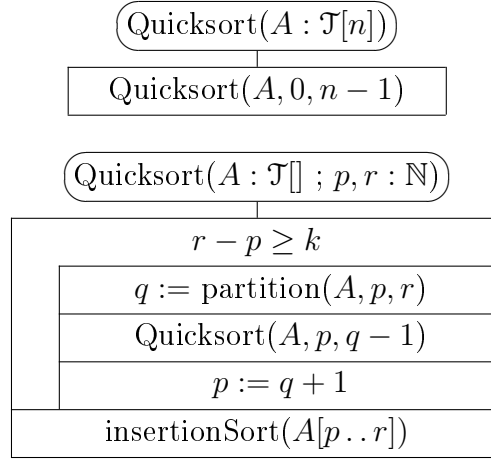 Quicksort(A : 𝒯[n])
Quicksort(A, 0, n − 1)
Quicksort(A : 𝒯[] ; p, r : ℕ)
r − p ≥ k
q := partition(A, p, r)
Quicksort(A, p, q − 1)
p := q + 1
insertionSort(A[p . . r])